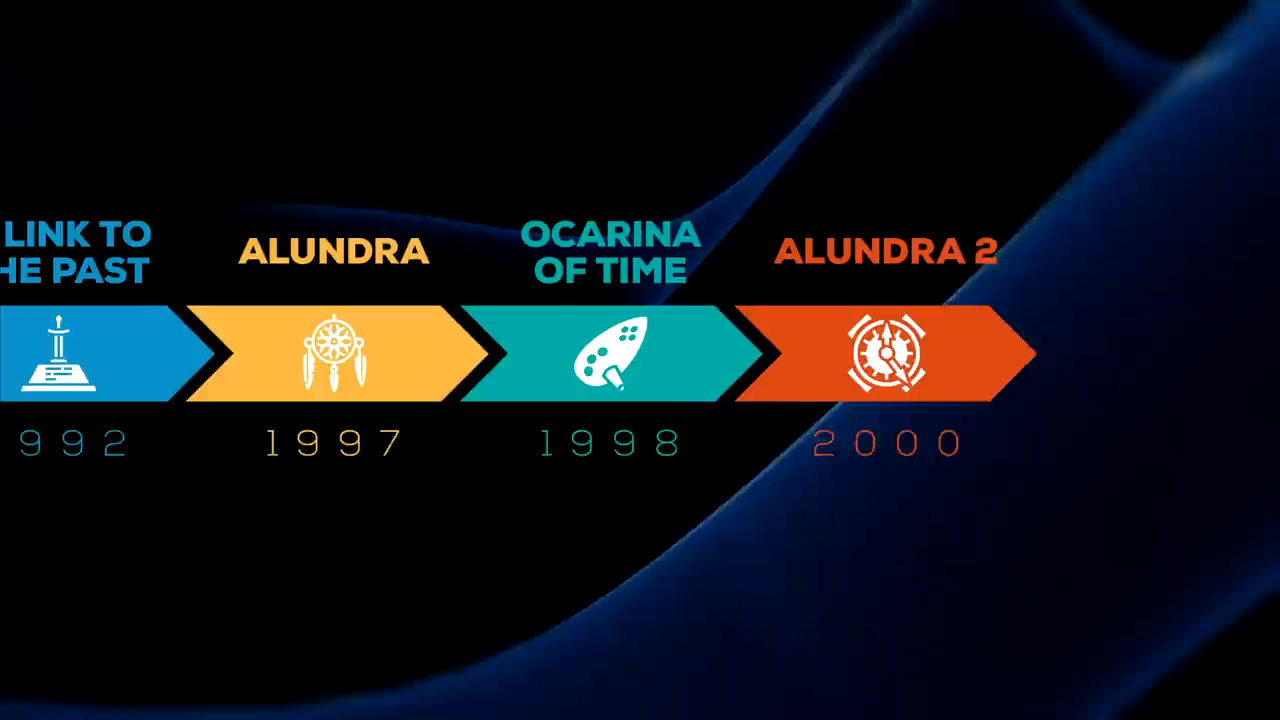 LINK TO
HE PAST
ALUNDRA
OCARINA
OF TIME
ALUNDRA 2
992
1997
1998
2000